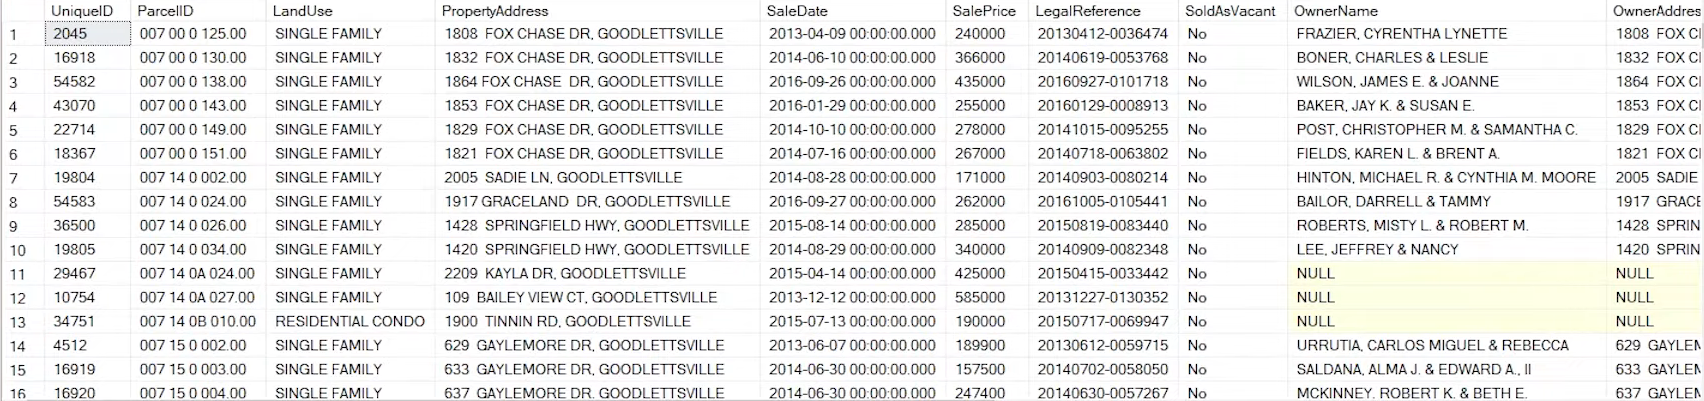 UniqueID ParcelID LandUse PropertyAddress SaleDate SalePrice LegalReference SoldAsVacant OwnerName OwnerAddres
1 2045 007 00 0 125.00 SINGLE FAMILY 1808 FOX CHASE DR, GOODLETTSVILLE 2013-04-09 00:00:00.000 240000 20130412-0036474 No FRAZIER, CYRENTHA LYNETTE 1808 FOX C
2 16918 007 00 0 130.00 SINGLE FAMILY 1832 FOX CHASE DR, GOODLETTSVILLE 2014-06-10 00:00:00.000 366000 20140619-0053768 No BONER, CHARLES & LESLIE 1832 FOX C
3 54582 007 00 0 138.00 SINGLE FAMILY 1864 FOX CHASE DR, GOODLETTSVILLE 2016-09-26 00:00:00.000 435000 20160927-0101718 No WILSON, JAMES E. & JOANNE 1864 FOX C
4 43070 007 00 0 143.00 SINGLE FAMILY 1853 FOX CHASE DR, GOODLETTSVILLE 2016-01-29 00:00:00.000 255000 20160129-0008913 No BAKER, JAY K. & SUSAN E. 1853 FOX C
5 22714 007 00 0 149.00 SINGLE FAMILY 1829 FOX CHASE DR, GOODLETTSVILLE 2014-10-10 00:00:00.000 278000 20141015-0095255 No POST, CHRISTOPHER M. & SAMANTHA C. 1829 FOX C
6 18367 007 00 0 151.00 SINGLE FAMILY 1821 FOX CHASE DR, GOODLETTSVILLE 2014-07-16 00:00:00.000 267000 20140718-0063802 No FIELDS, KAREN L. & BRENT A. 1821 FOX C
7 19804 007 14 0 002.00 SINGLE FAMILY 2005 SADIE LN, GOODLETTSVILLE 2014-08-28 00:00:00.000 171000 20140903-0080214 No HINTON, MICHAEL R. & CYNTHIA M. MOORE 2005 SADIE
8 54583 007 14 0 024.00 SINGLE FAMILY 1917 GRACELAND DR, GOODLETTSVILLE 2016-09-27 00:00:00.000 262000 20161005-0105441 No BAILOR, DARRELL & TAMMY 1917 GRACE
9 36500 007 14 0 026.00 SINGLE FAMILY 1428 SPRINGFIELD HWY, GOODLETTSVILLE 2015-08-14 00:00:00.000 285000 20150819-0083440 No ROBERTS, MISTY L. & ROBERT M. 1428 SPRIN
10 19805 007 14 0 034.00 SINGLE FAMILY 1420 SPRINGFIELD HWY, GOODLETTSVILLE 2014-08-29 00:00:00.000 340000 20140909-0082348 No LEE, JEFFREY & NANCY 1420 SPRIN
11 29467 007 14 0A 024.00 SINGLE FAMILY 2209 KAYLA DR, GOODLETTSVILLE 2015-04-14 00:00:00.000 425000 20150415-0033442 No NULL NULL
12 10754 007 14 0A 027.00 SINGLE FAMILY 109 BAILEY VIEW CT, GOODLETTSVILLE 2013-12-12 00:00:00.000 585000 20131227-0130352 No NULL NULL
13 34751 007 14 0B 010.00 RESIDENTIAL CONDO 1900 TINNIN RD, GOODLETTSVILLE 2015-07-13 00:00:00.000 190000 20150717-0069947 No NULL NULL
14 4512 007 15 0 002.00 SINGLE FAMILY 629 GAYLEMORE DR, GOODLETTSVILLE 2013-06-07 00:00:00.000 189900 20130612-0059715 No URRUTIA, CARLOS MIGUEL & REBECCA 629 GAYLEM
15 16919 007 15 0 003.00 SINGLE FAMILY 633 GAYLEMORE DR, GOODLETTSVILLE 2014-06-30 00:00:00.000 157500 20140702-0058050 No SALDANA, ALMA J. & EDWARD A., II 633 GAYLEM
16 16920 007 15 0 004.00 SINGLE FAMILY 637 GAYLEMORE DR, GOODLETTSVILLE 2014-06-30 00:00:00.000 247400 20140630-0057267 No MCKINNEY, ROBERT K. & BETH E. 637 GAYLEM